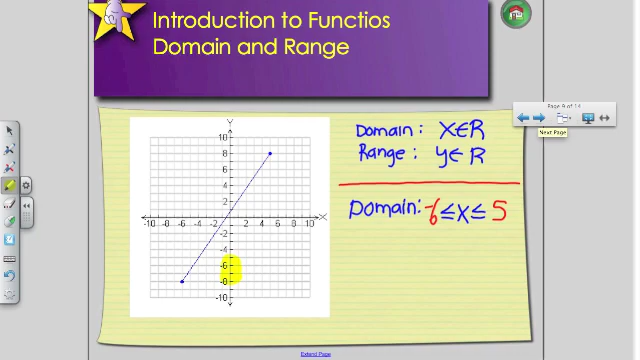 Introduction to Functios
Domain and Range
Page 9 of 14
Next Page
Domain: X∈R
Range: y∈R
Domain: -6≤x≤5
Y
10
8
6
4
2
-10 -8 -6 -4 -2 2 4 6 8 10 X
-2
-4
-6
-8
-10
Extend Page